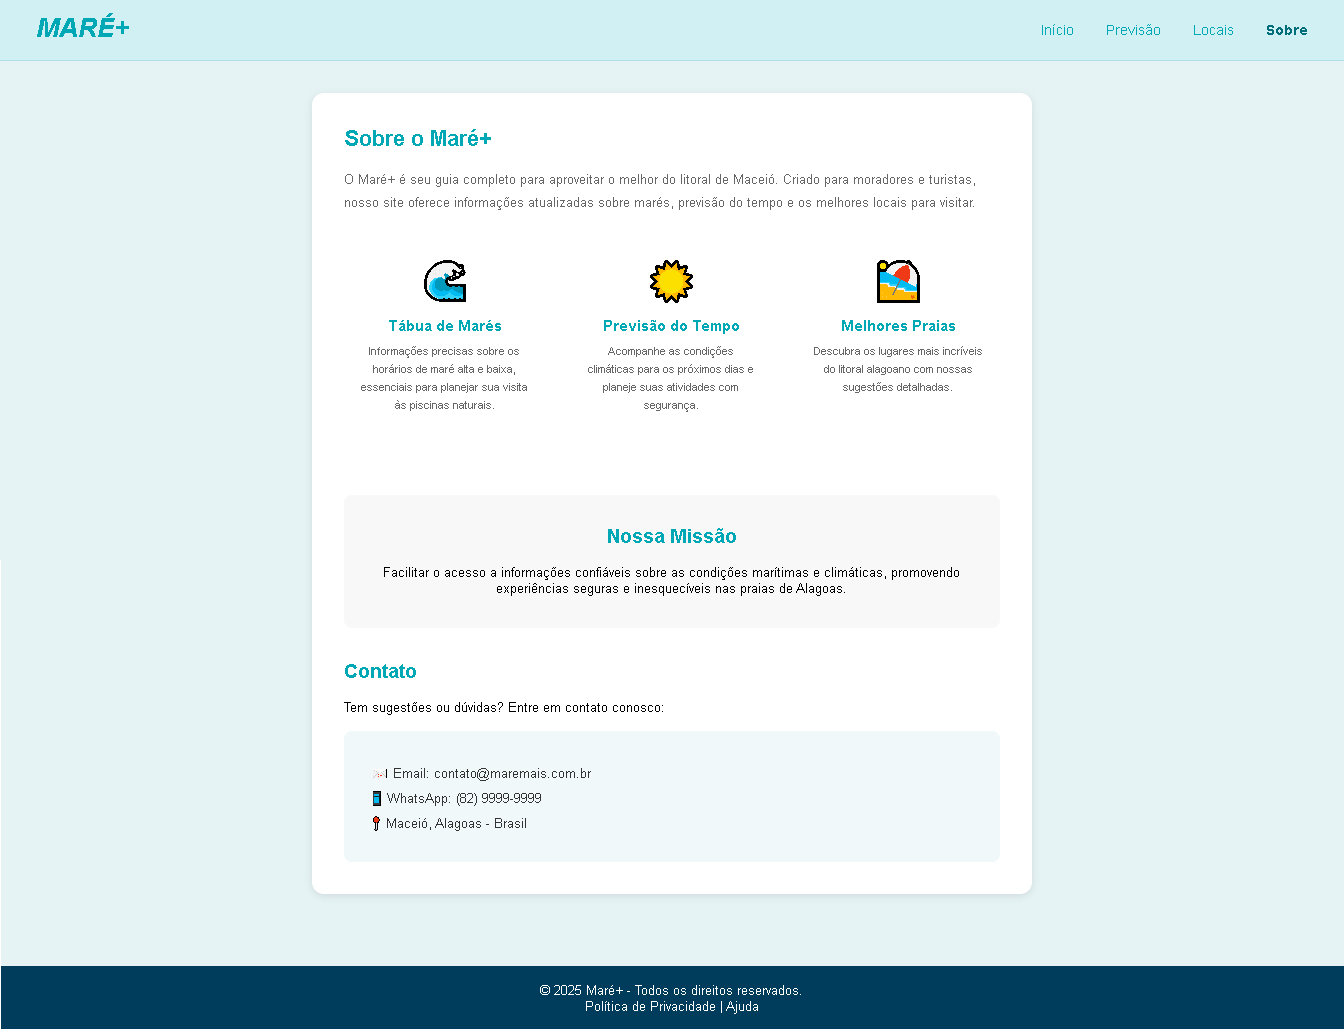 MARÉ+
Início Previsão Locais Sobre
Sobre o Maré+
O Maré+ é seu guia completo para aproveitar o melhor do litoral de Maceió. Criado para moradores e turistas,
nosso site oferece informações atualizadas sobre marés, previsão do tempo e os melhores locais para visitar.
Tábua de Marés
Informações precisas sobre os
horários de maré alta e baixa,
essenciais para planejar sua visita
às piscinas naturais.
Previsão do Tempo
Acompanhe as condições
climáticas para os próximos dias e
planeje suas atividades com
segurança.
Melhores Praias
Descubra os lugares mais incríveis
do litoral alagoano com nossas
sugestões detalhadas.
Nossa Missão
Facilitar o acesso a informações confiáveis sobre as condições marítimas e climáticas, promovendo
experiências seguras e inesquecíveis nas praias de Alagoas.
Contato
Tem sugestões ou dúvidas? Entre em contato conosco:
Email: contato@maremais.com.br
WhatsApp: (82) 9999-9999
Maceió, Alagoas - Brasil
© 2025 Maré+ - Todos os direitos reservados.
Política de Privacidade | Ajuda